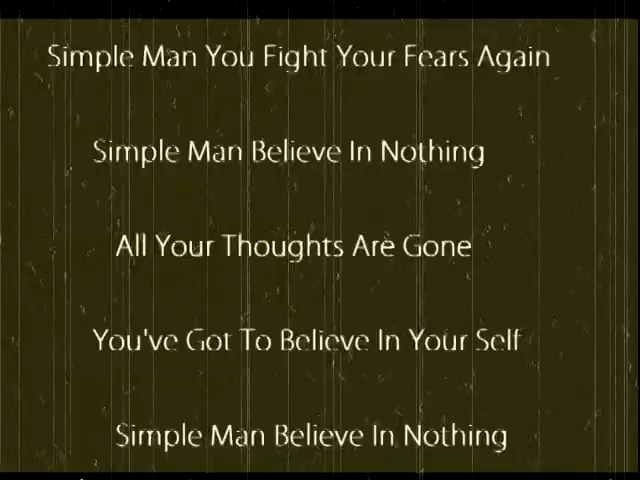 Simple Man You Fight Your Fears Again
Simple Man Believe In Nothing
All Your Thoughts Are Gone
You've Got To Believe In Your Self
Simple Man Believe In Nothing